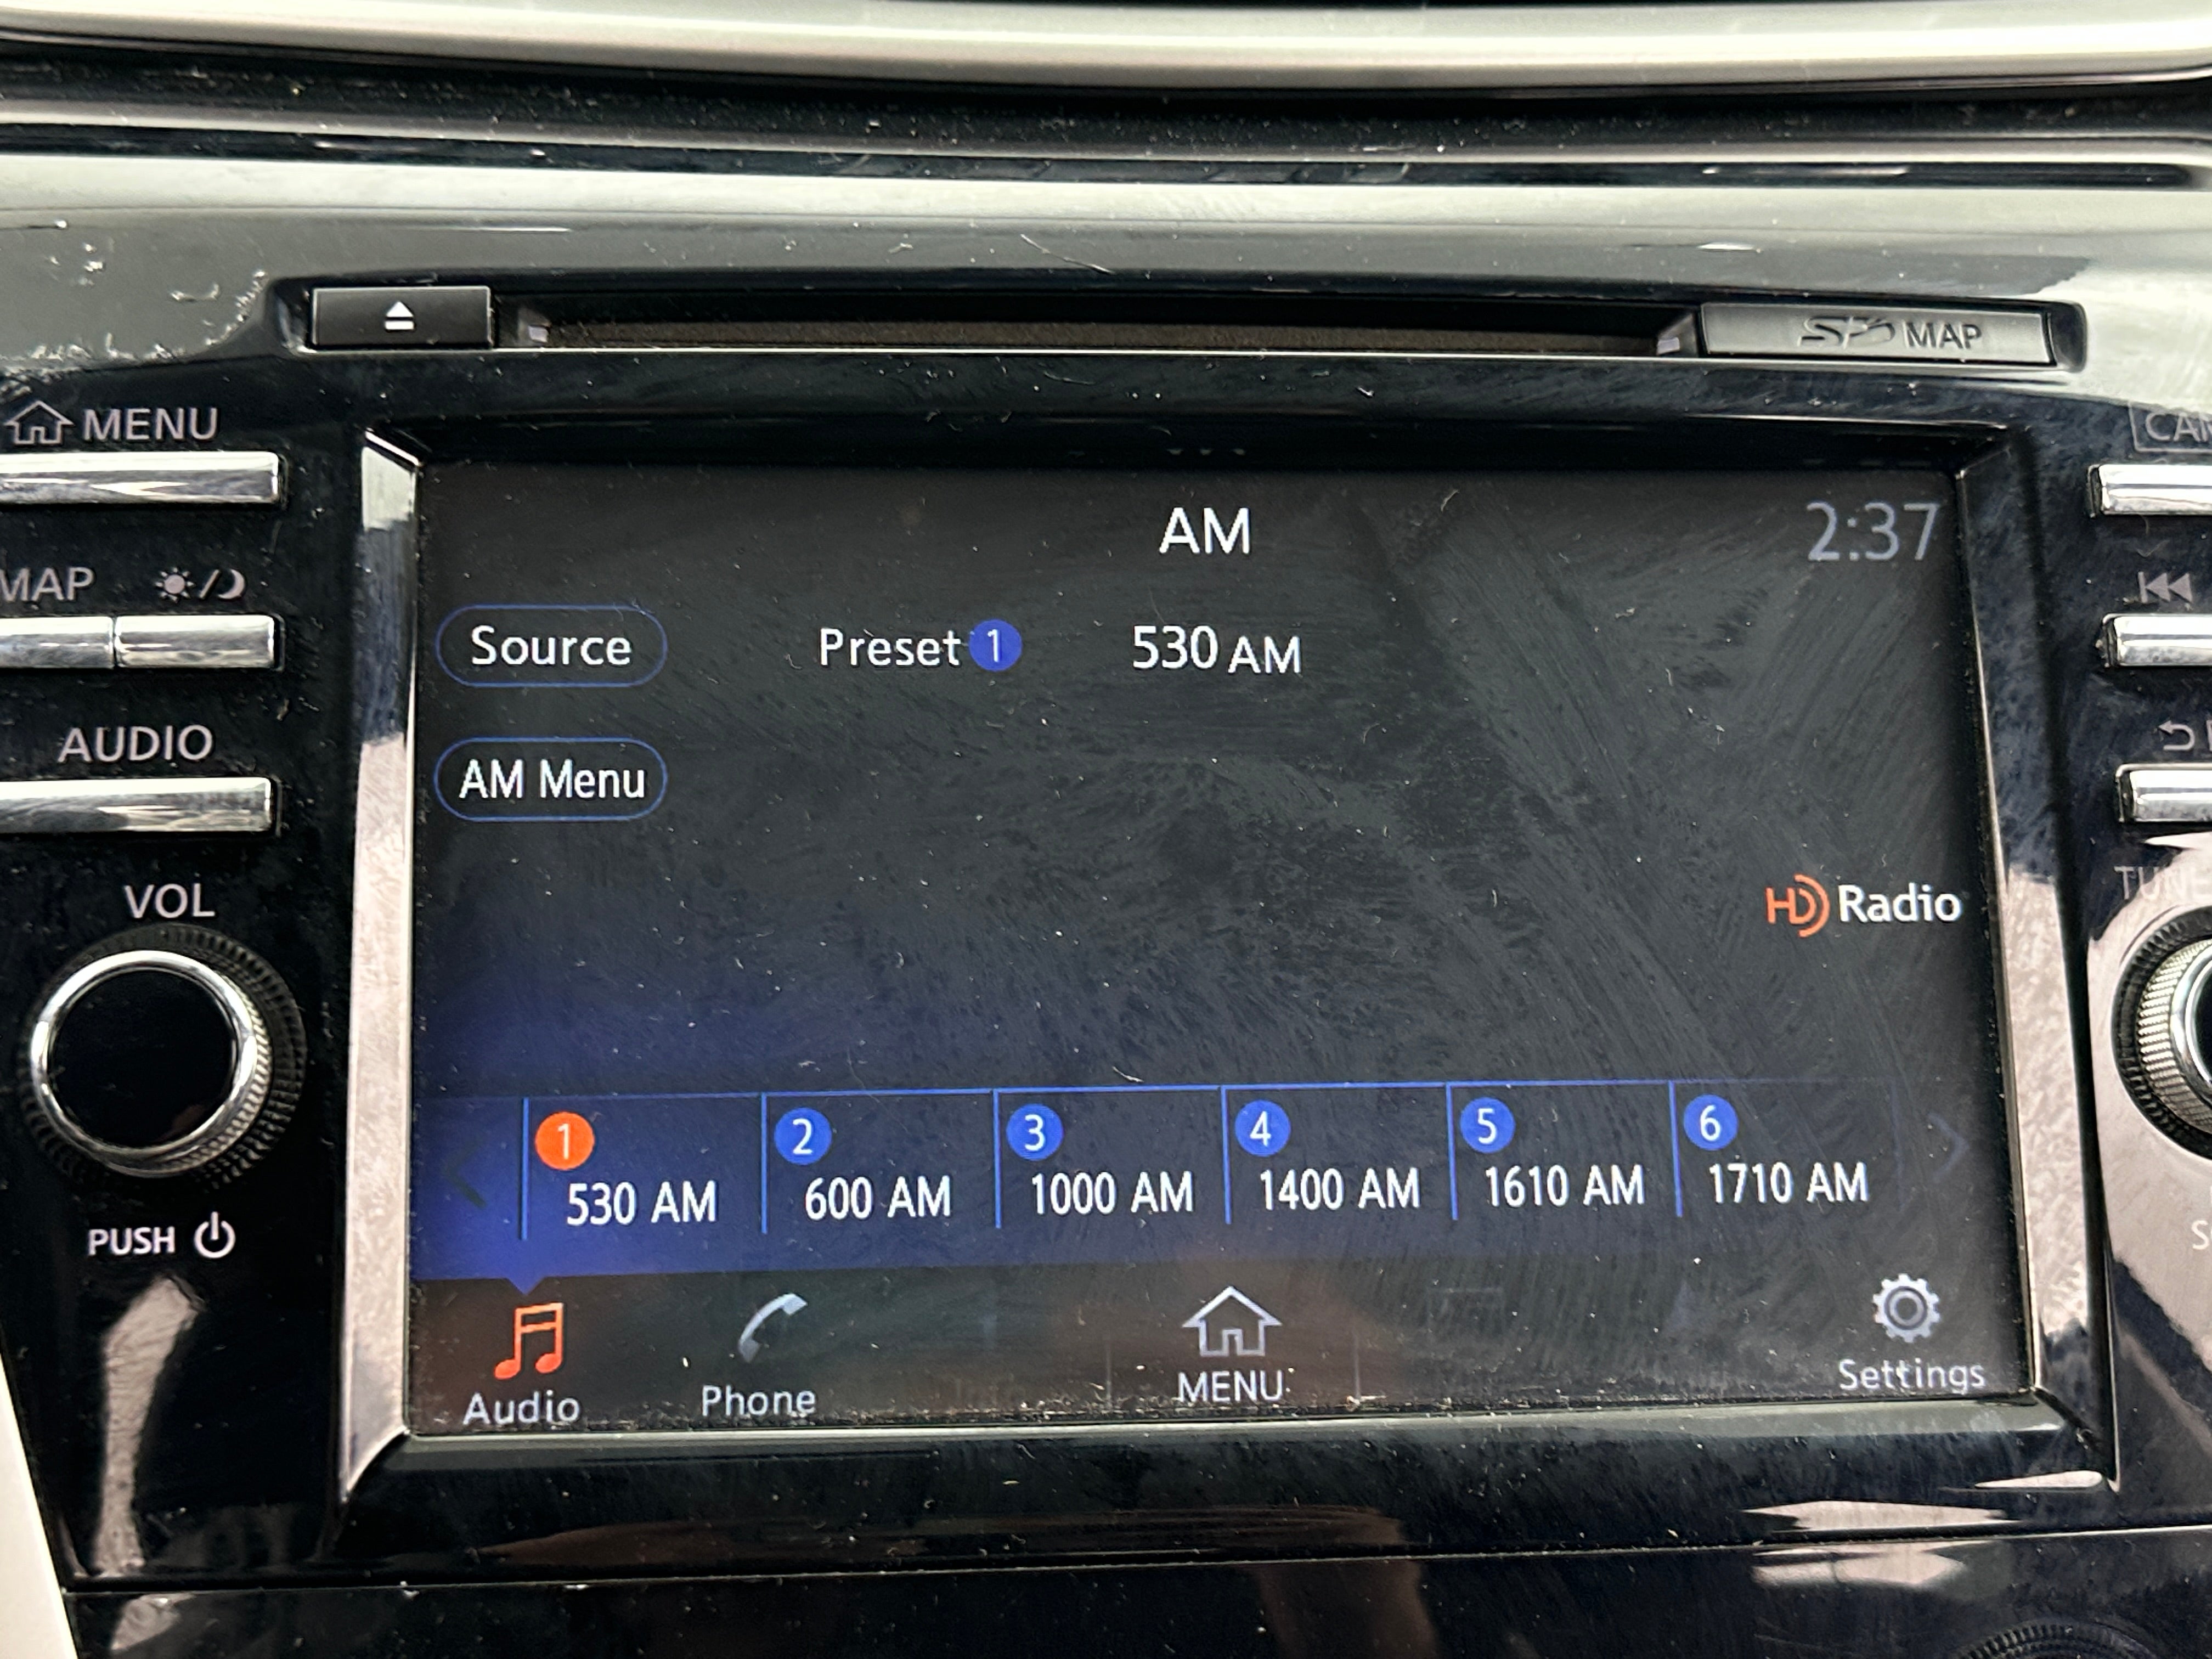 SD MAP
MENU
MAP
AUDIO
VOL
PUSH
AM
2:37
Source
Preset 1 530 AM
AM Menu
HD Radio
1 2 3 4 5 6
530 AM 600 AM 1000 AM 1400 AM 1610 AM 1710 AM
Audio Phone MENU Settings